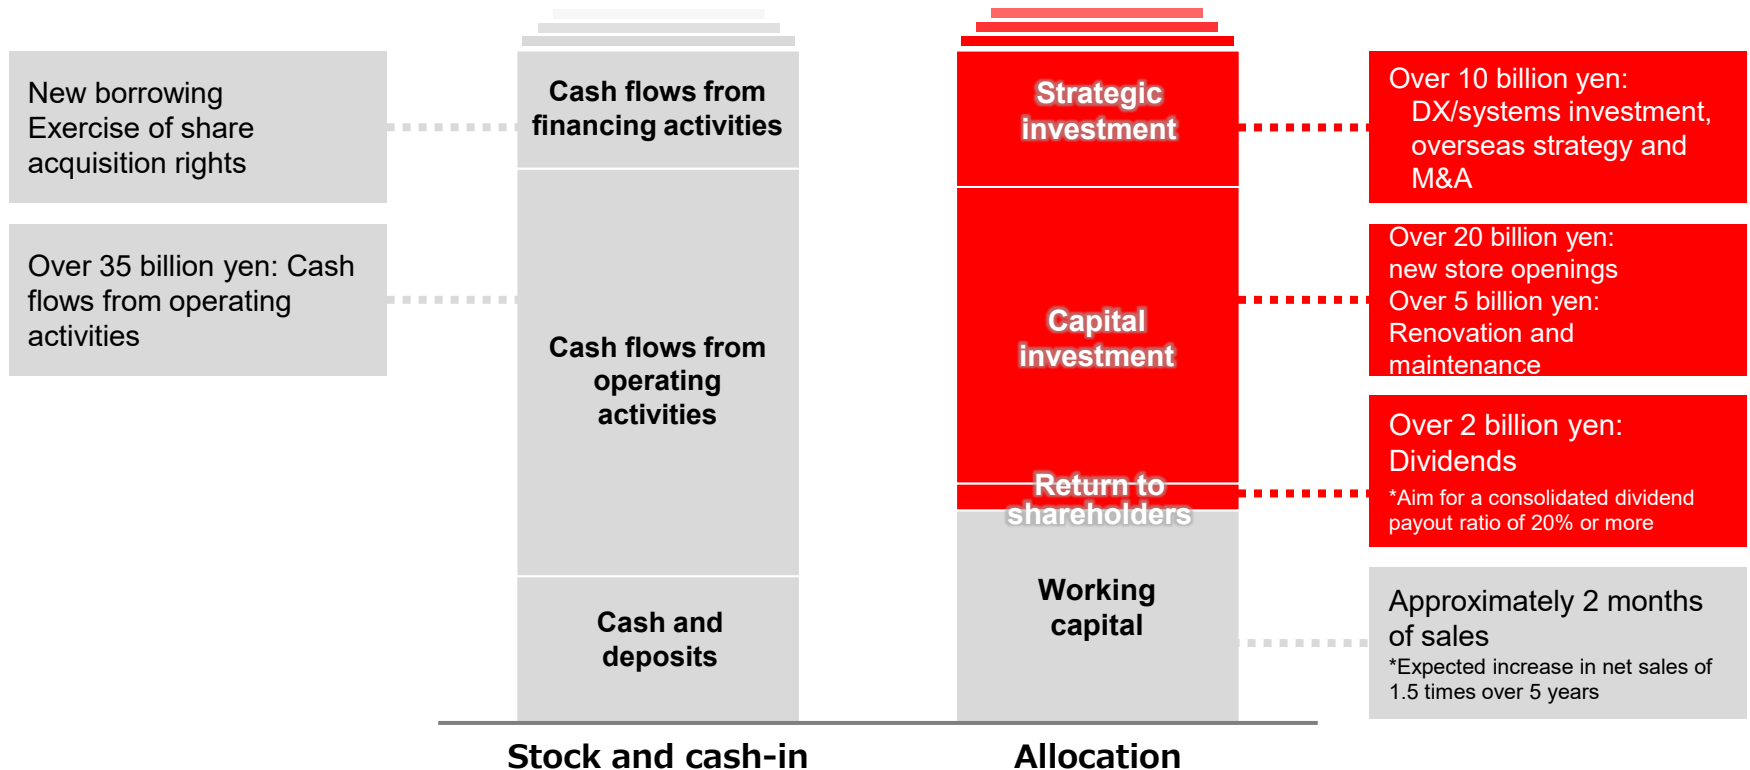 New borrowing
Exercise of share
acquisition rights
Over 35 billion yen: Cash
flows from operating
activities
Cash flows from
financing activities
Cash flows from
operating
activities
Cash and
deposits
Stock and cash-in
Strategic
investment
Capital
investment
Return to
shareholders
Working
capital
Allocation
Over 10 billion yen:
DX/systems investment,
overseas strategy and
M&A
Over 20 billion yen:
new store openings
Over 5 billion yen:
Renovation and
maintenance
Over 2 billion yen:
Dividends
*Aim for a consolidated dividend
payout ratio of 20% or more
Approximately 2 months
of sales
*Expected increase in net sales of
1.5 times over 5 years